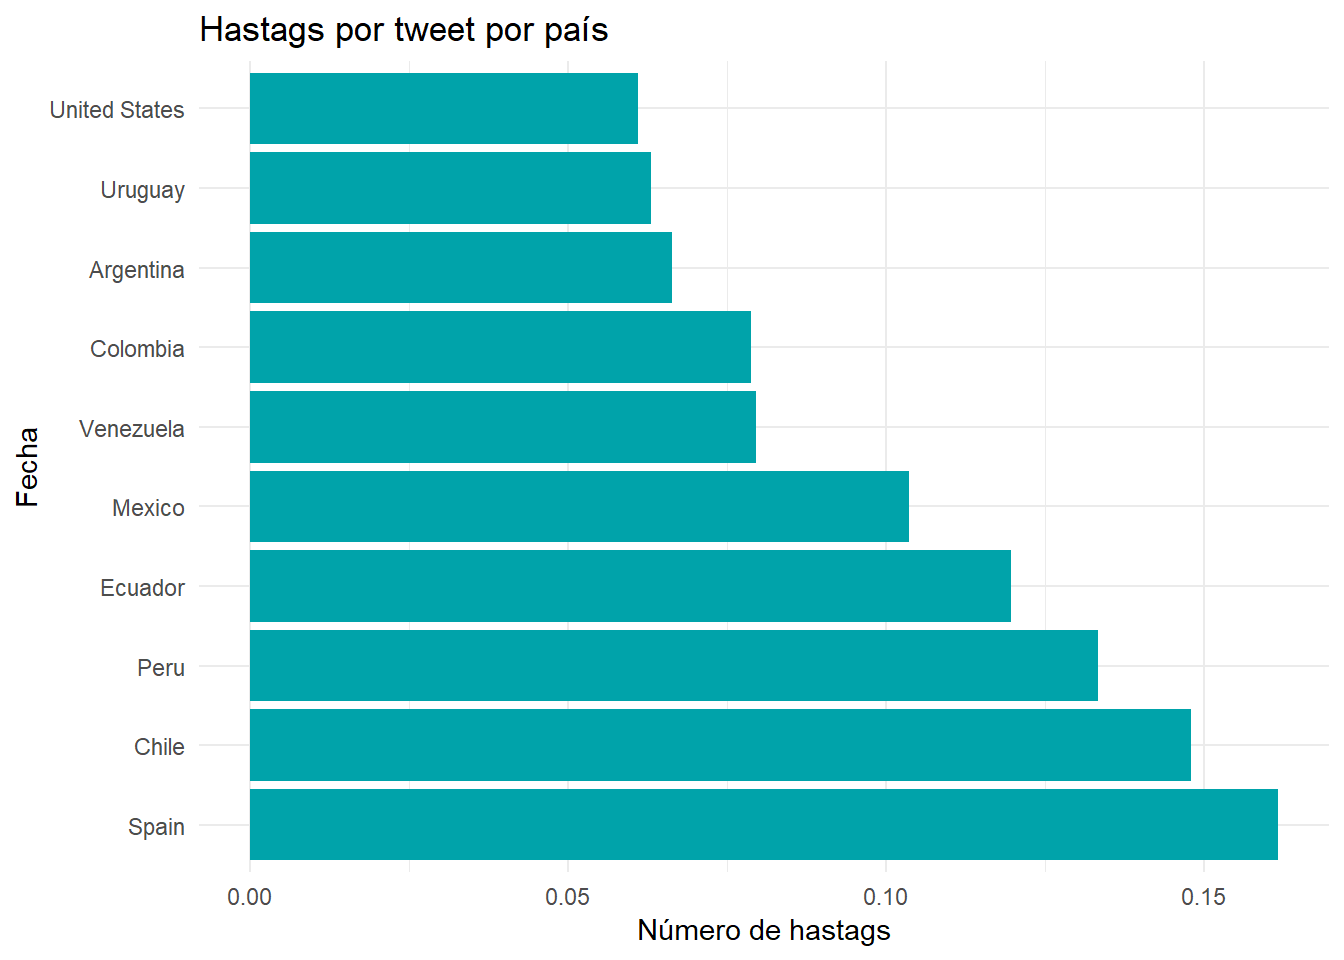 Hastags por tweet por país
United States
Uruguay
Argentina
Colombia
Venezuela
Mexico
Ecuador
Peru
Chile
Spain
Fecha
0.00 0.05 0.10 0.15
Número de hastags